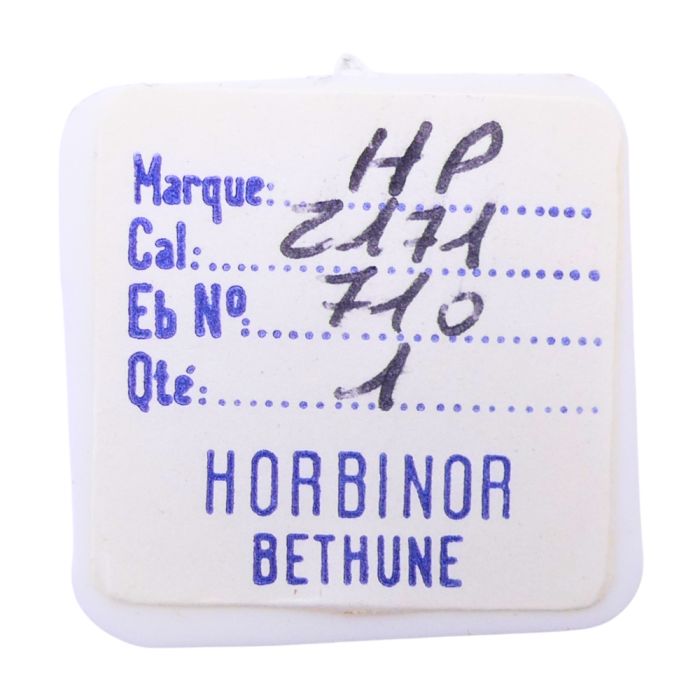 Marque: HP
Cal: 2171
Eb No: 710
Qté: 1
HORBINOR
BETHUNE